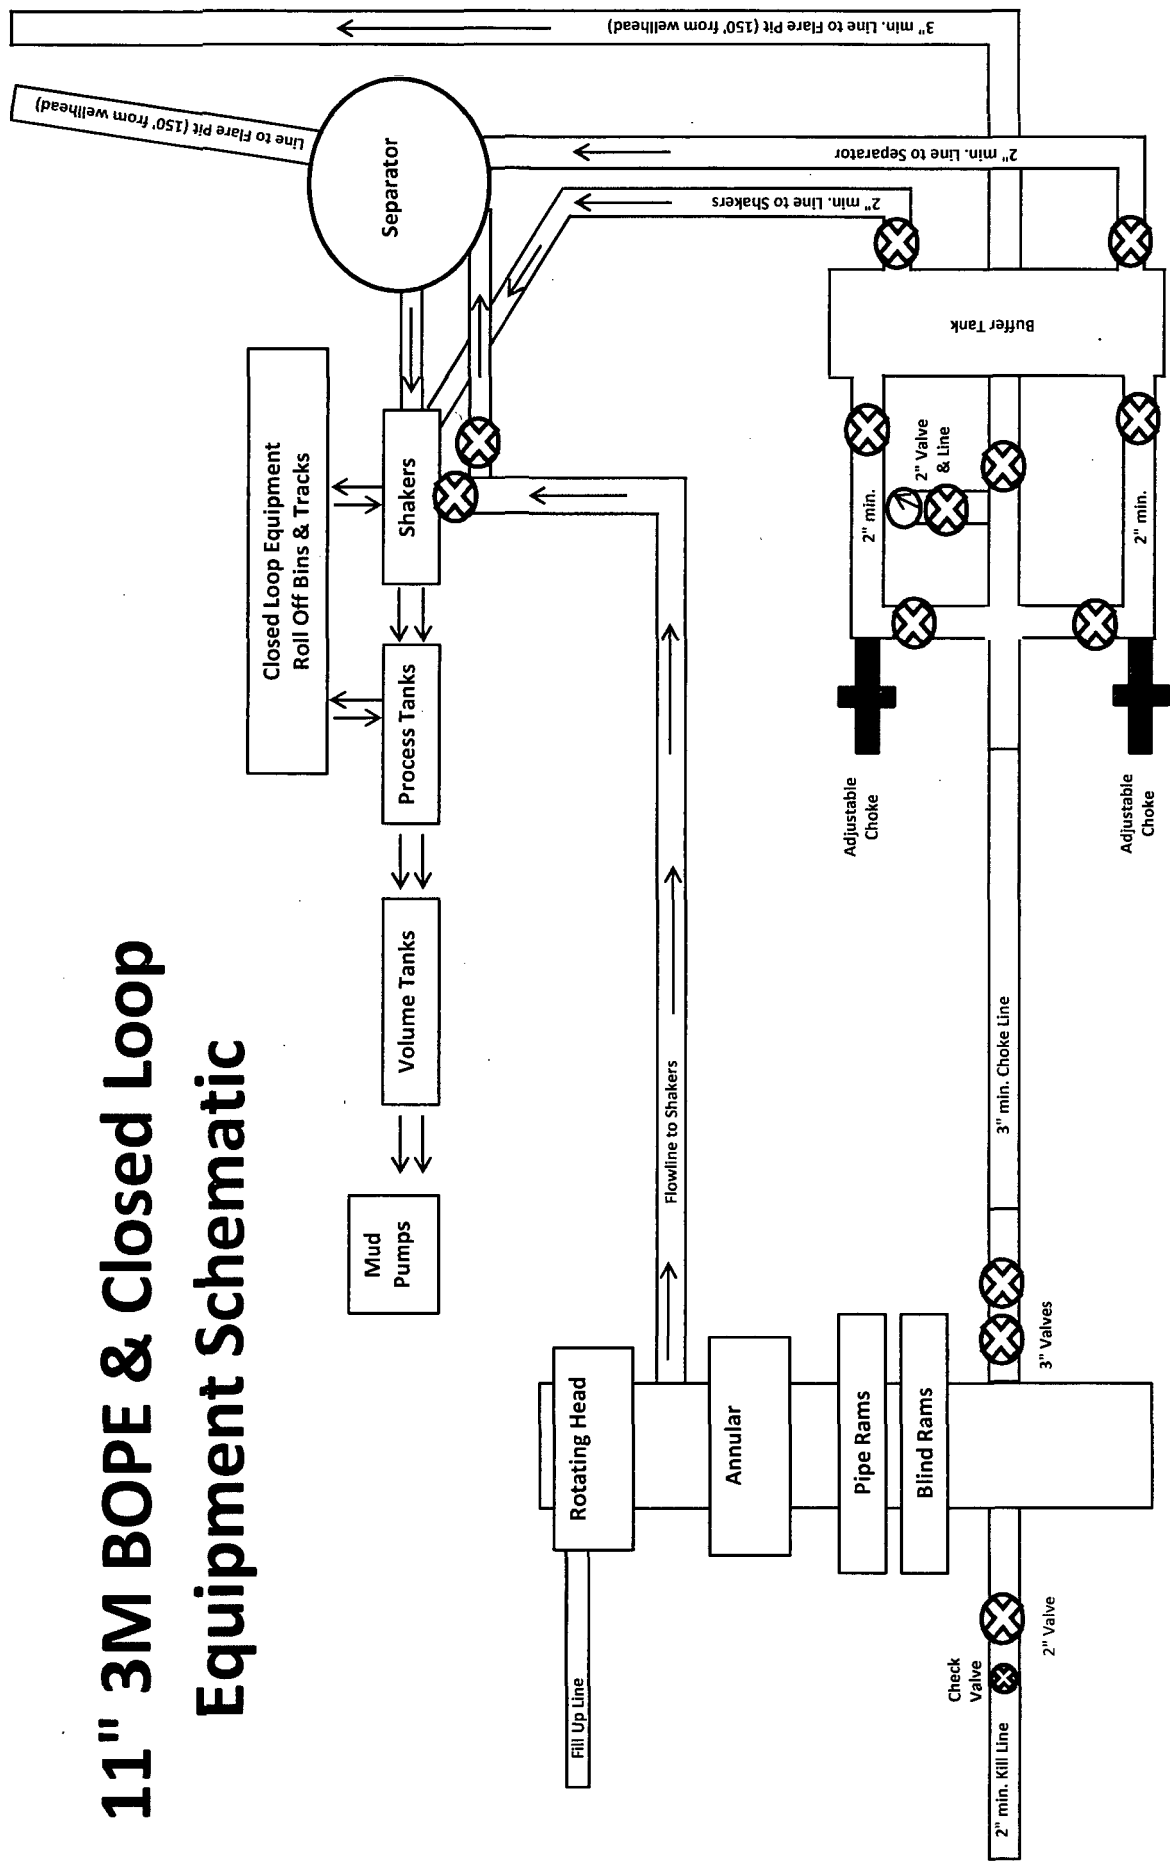 11" 3M BOPE & Closed Loop
Equipment Schematic
Closed Loop Equipment
Roll Off Bins & Tracks
Mud
Pumps
Volume Tanks
Process Tanks
Shakers
Separator
Line to Flare Pit (150' from wellhead)
3" min. Line to Flare Pit (150' from wellhead)
2" min. Line to Separator
2" min. Line to Shakers
Fill Up Line
Rotating Head
Flowline to Shakers
Annular
Pipe Rams
Blind Rams
Adjustable
Choke
2" min.
2" Valve
& Line
Buffer Tank
Check
Valve
2" min. Kill Line
2" Valve
3" Valves
3" min. Choke Line
2" min.
Adjustable
Choke